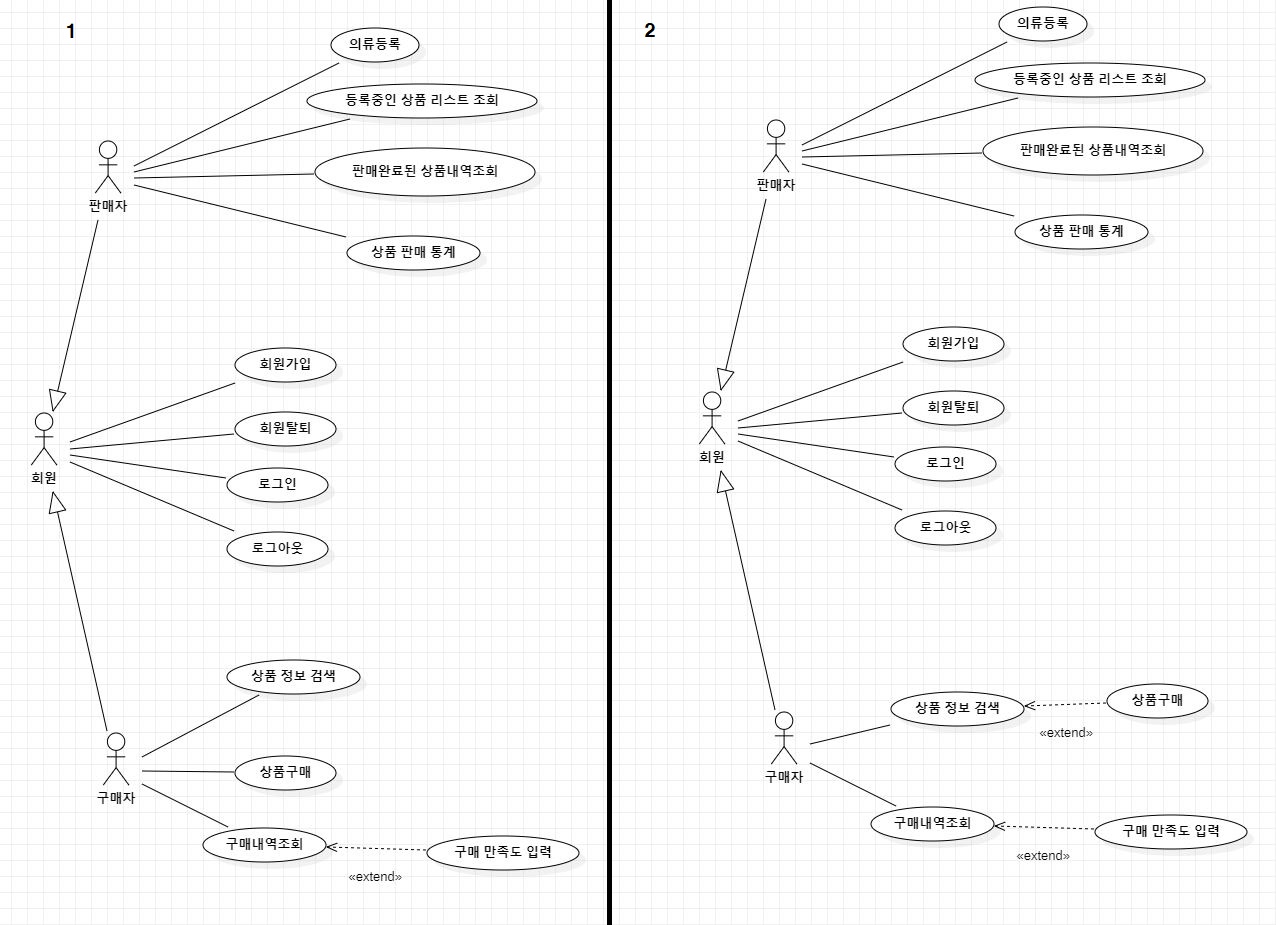 1
의류등록
등록중인 상품 리스트 조회
판매완료된 상품내역조회
판매자
상품 판매 통계
회원가입
회원탈퇴
회원
로그인
로그아웃
상품 정보 검색
상품구매
구매자
구매내역조회
구매 만족도 입력
«extend»
2
의류등록
등록중인 상품 리스트 조회
판매완료된 상품내역조회
판매자
상품 판매 통계
회원가입
회원탈퇴
회원
로그인
로그아웃
상품 정보 검색
상품구매
«extend»
구매자
구매내역조회
구매 만족도 입력
«extend»